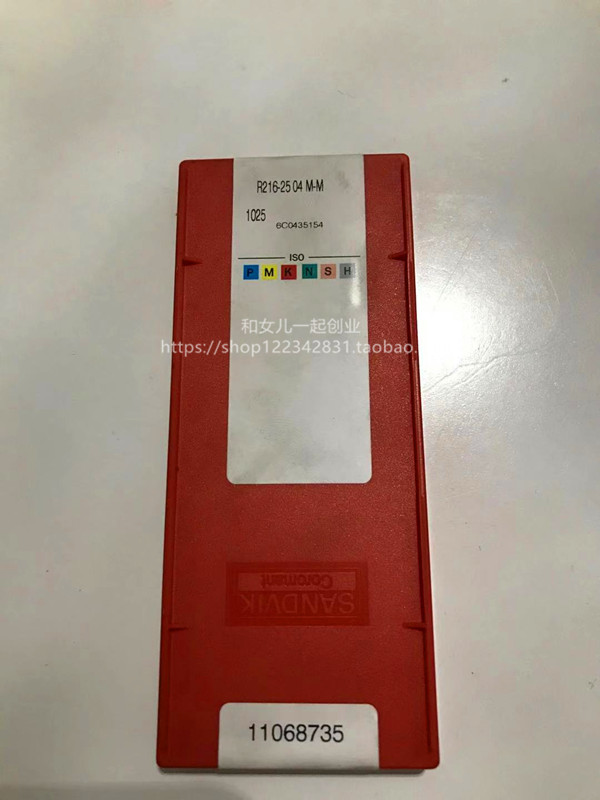 R216-25 04 M-M
1025
6C0435154
ISO
P M K N S H
和女儿一起创业
https://shop122342831.taobao.
SANDVIK
Coromant
11068735